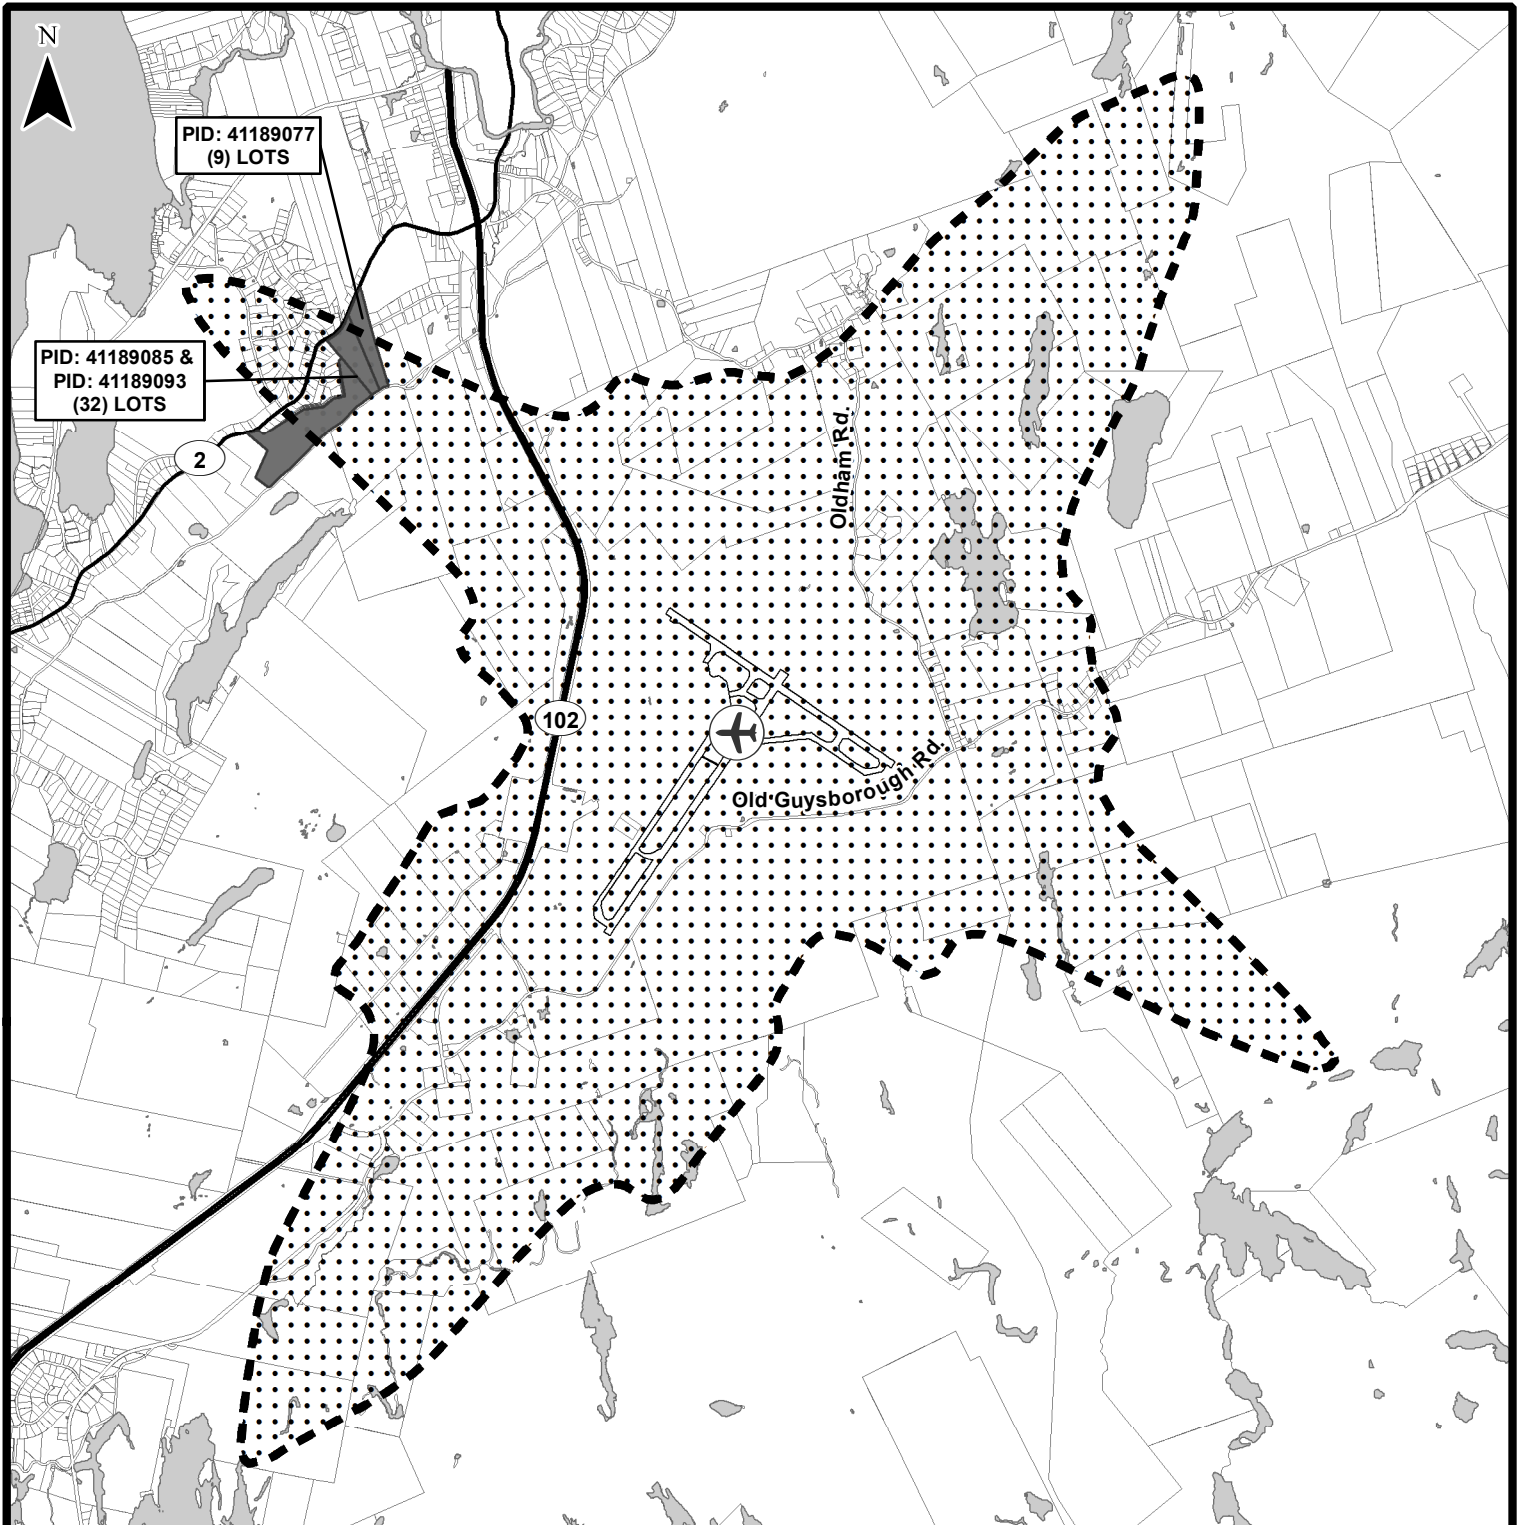 N
PID: 41189077
(9) LOTS
PID: 41189085 &
PID: 41189093
(32) LOTS
2
Oldham Rd.
102
Old Guysborough Rd.